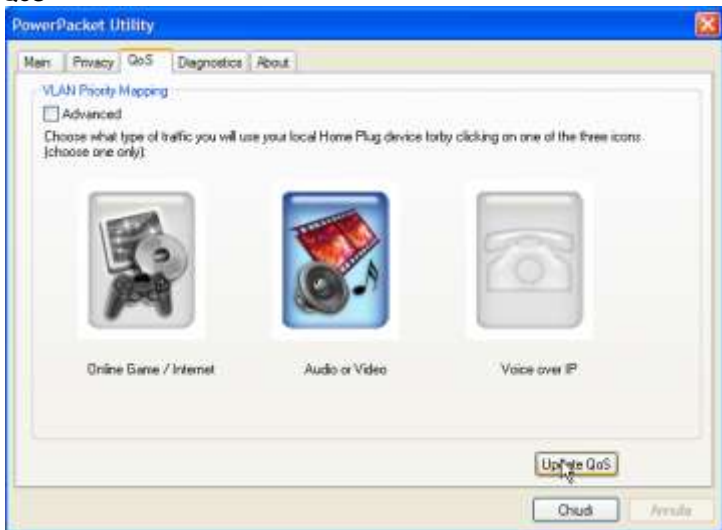 PowerPacket Utility
Main Privacy QoS Diagnostics About
VLAN Priority Mapping
Advanced
Choose what type of traffic you will use your local Home Plug device forby clicking on one of the three icons
(choose one only):
Online Game / Internet Audio or Video Voice over IP
Update QoS
Chiudi Annulla